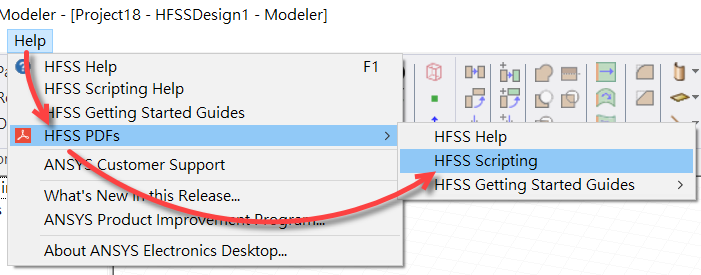 Modeler - [Project18 - HFSSDesign1 - Modeler]
Help
HFSS Help F1
HFSS Scripting Help
HFSS Getting Started Guides
HFSS PDFs
HFSS Help
ANSYS Customer Support
HFSS Scripting
HFSS Getting Started Guides
What's New in this Release...
ANSYS Product Improvement Program...
About ANSYS Electronics Desktop...